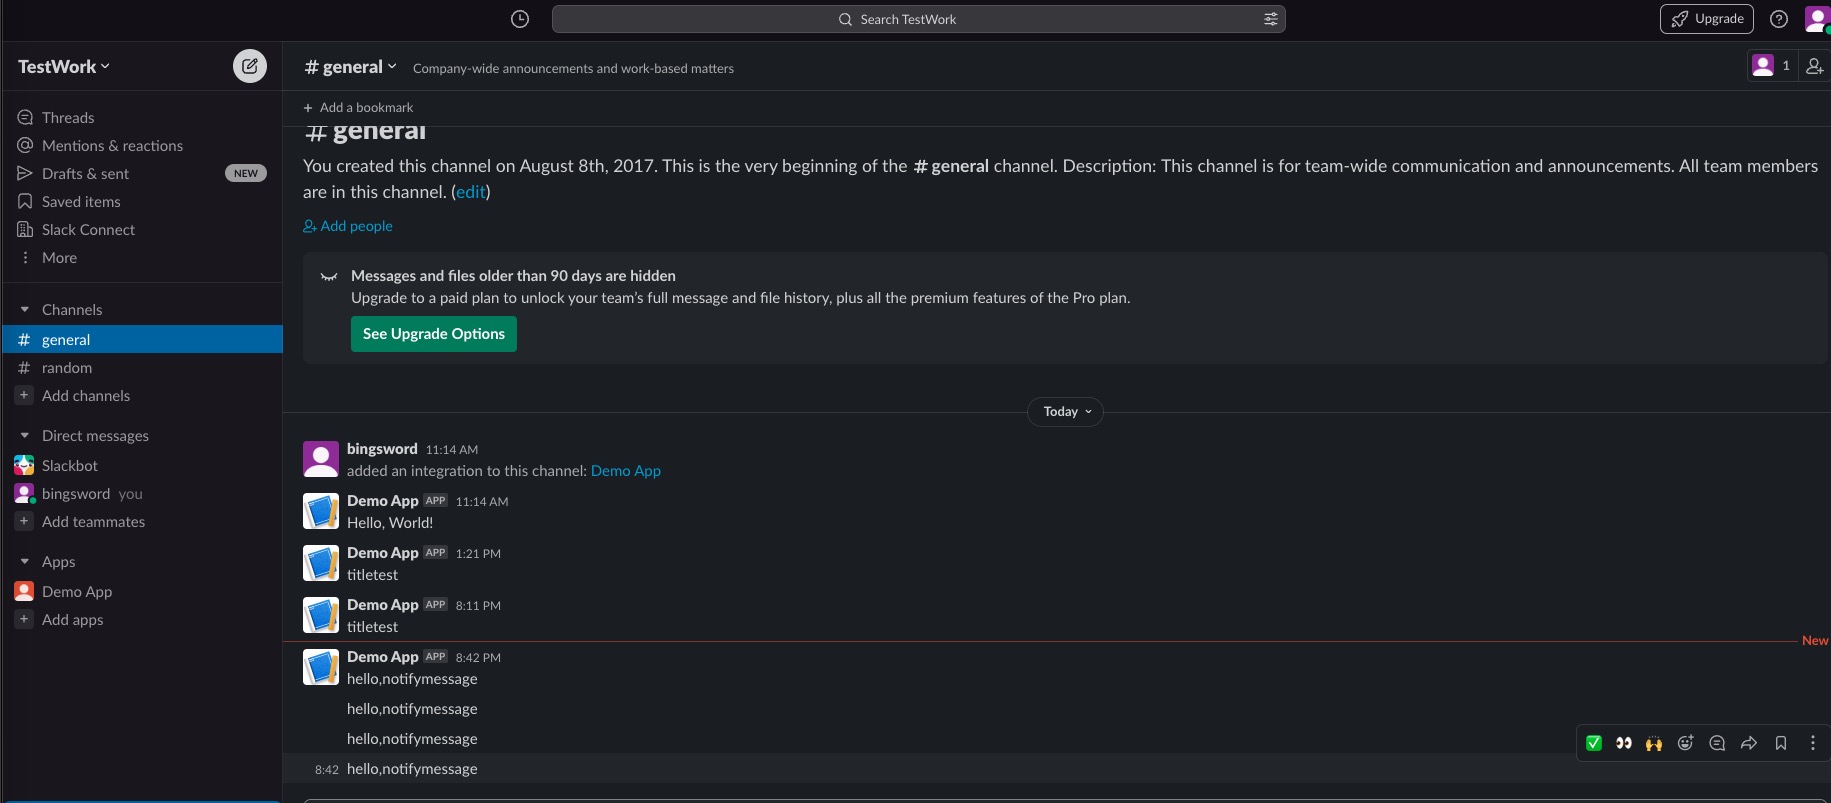 Search TestWork
Upgrade
TestWork
# general
Company-wide announcements and work-based matters
1
Threads
Mentions & reactions
Drafts & sent
NEW
Saved items
Slack Connect
More
Channels
# general
# random
+ Add channels
Direct messages
Slackbot
bingsword you
+ Add teammates
Apps
Demo App
+ Add apps
+ Add a bookmark
# general
You created this channel on August 8th, 2017. This is the very beginning of the # general channel. Description: This channel is for team-wide communication and announcements. All team members
are in this channel. (edit)
Add people
Messages and files older than 90 days are hidden
Upgrade to a paid plan to unlock your team's full message and file history, plus all the premium features of the Pro plan.
See Upgrade Options
Today
bingsword 11:14 AM
added an integration to this channel: Demo App
Demo App APP 11:14 AM
Hello, World!
Demo App APP 1:21 PM
titletest
Demo App APP 8:11 PM
titletest
New
Demo App APP 8:42 PM
hello,notifymessage
hello,notifymessage
hello,notifymessage
8:42 hello,notifymessage